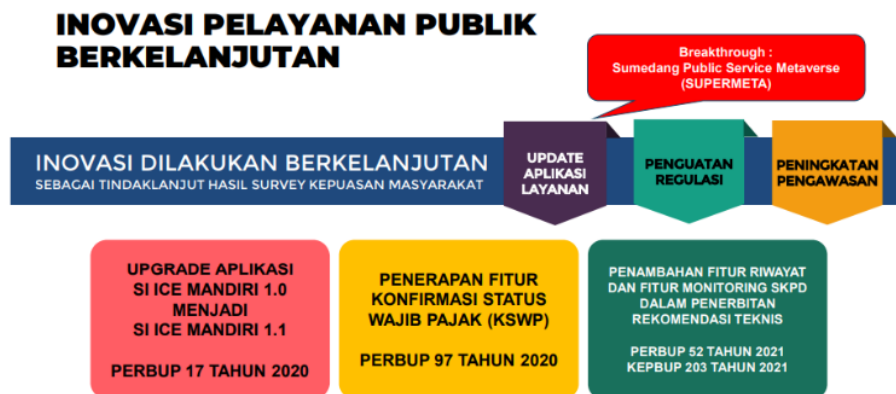 INOVASI PELAYANAN PUBLIK
BERKELANJUTAN
Breakthrough :
Sumedang Public Service Metaverse
(SUPERMETA)
INOVASI DILAKUKAN BERKELANJUTAN
SEBAGAI TINDAKLANJUT HASIL SURVEY KEPUASAN MASYARAKAT
UPDATE
APLIKASI
LAYANAN
PENGUATAN
REGULASI
PENINGKATAN
PENGAWASAN
UPGRADE APLIKASI
SI ICE MANDIRI 1.0
MENJADI
SI ICE MANDIRI 1.1
PERBUP 17 TAHUN 2020
PENERAPAN FITUR
KONFIRMASI STATUS
WAJIB PAJAK (KSWP)
PERBUP 97 TAHUN 2020
PENAMBAHAN FITUR RIWAYAT
DAN FITUR MONITORING SKPD
DALAM PENERBITAN
REKOMENDASI TEKNIS
PERBUP 52 TAHUN 2021
KEPBUP 203 TAHUN 2021